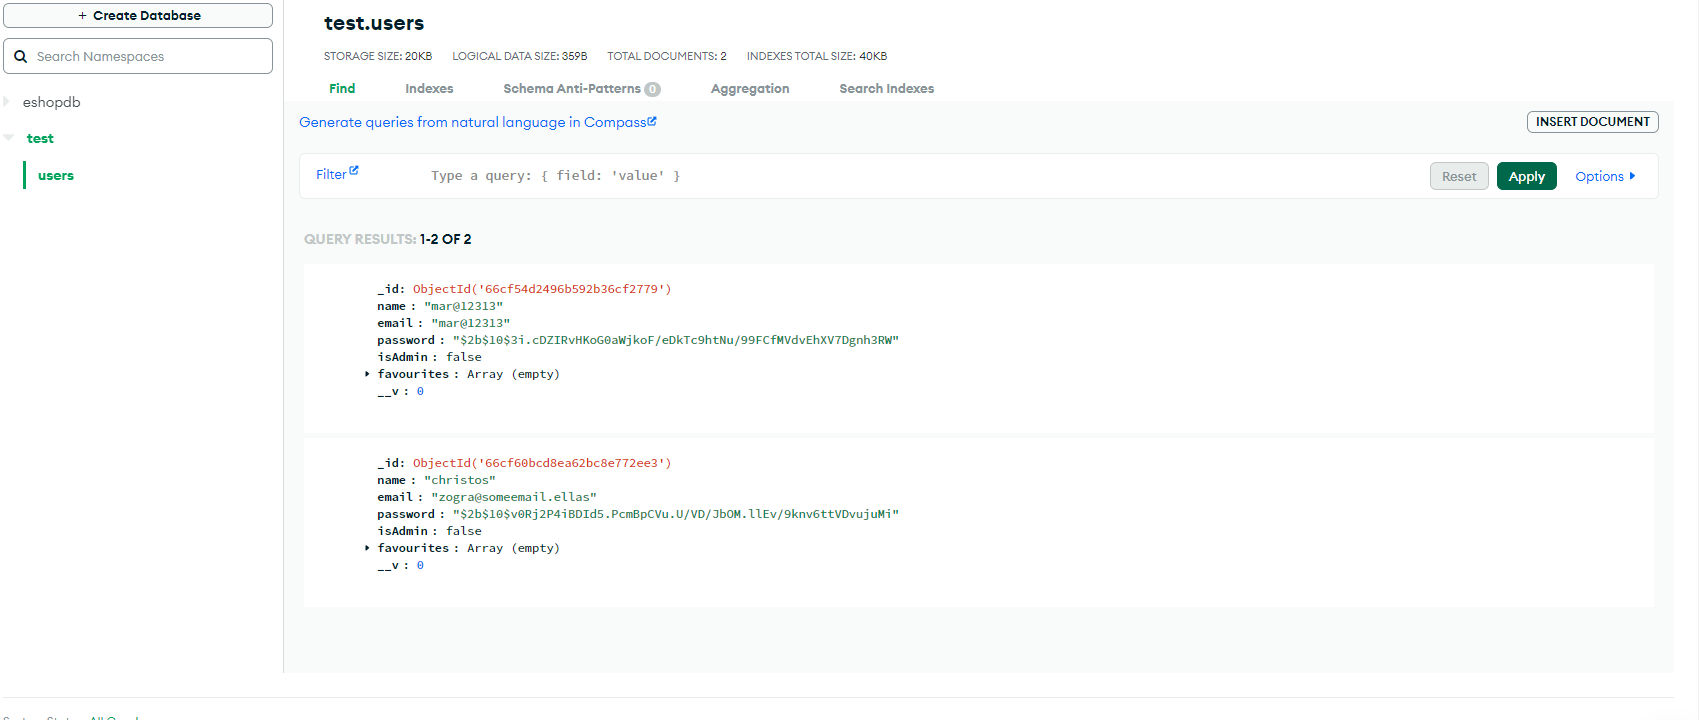 + Create Database
Search Namespaces
eshopdb
test
users
test.users
STORAGE SIZE: 20KB LOGICAL DATA SIZE: 359B TOTAL DOCUMENTS: 2 INDEXES TOTAL SIZE: 40KB
Find Indexes Schema Anti-Patterns 0 Aggregation Search Indexes
Generate queries from natural language in Compass
INSERT DOCUMENT
Filter Type a query: { field: 'value' } Reset Apply Options
QUERY RESULTS: 1-2 OF 2
_id: ObjectId('66cf54d2496b592b36cf2779')
name : "mar@12313"
email : "mar@12313"
password : "$2b$10$3i.cDZIRvHKoG0aWjkoF/eDkTc9htNu/99FCfMVdvEhXV7Dgnh3RW"
isAdmin : false
favourites : Array (empty)
__v : 0
_id: ObjectId('66cf60bcd8ea62bc8e772ee3')
name : "christos"
email : "zogra@someemail.ellas"
password : "$2b$10$v0Rj2P4iBDId5.PcmBpCVu.U/VD/JbOM.llEv/9knv6ttVDvujuMi"
isAdmin : false
favourites : Array (empty)
__v : 0